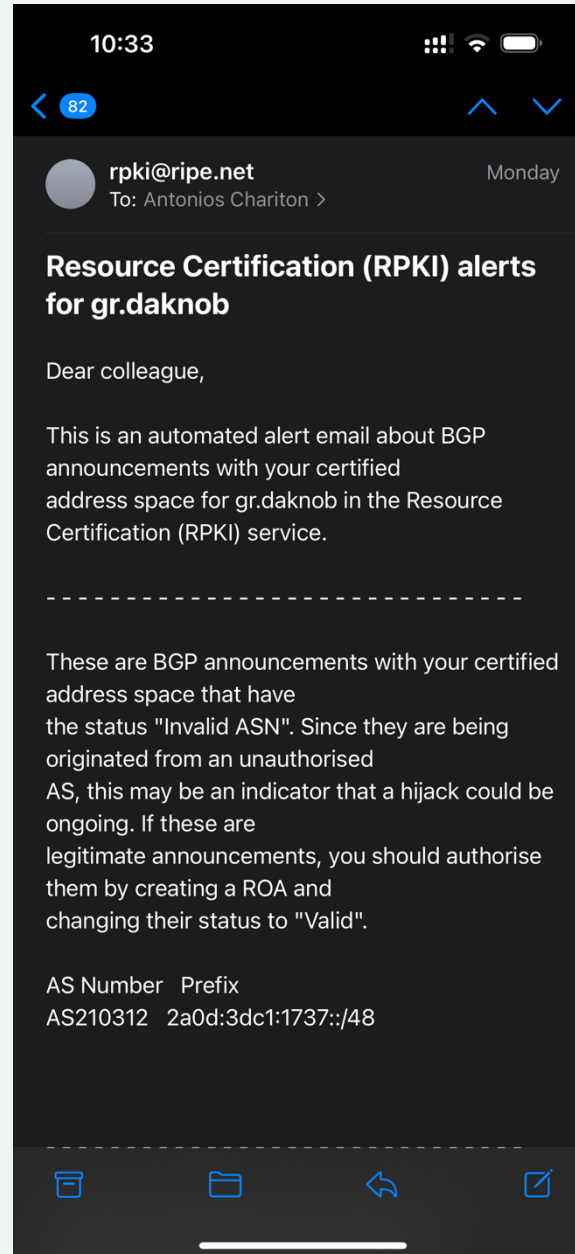 10:33
82
rpki@ripe.net
Monday
To: Antonios Chariton >
Resource Certification (RPKI) alerts
for gr.daknob
Dear colleague,
This is an automated alert email about BGP
announcements with your certified
address space for gr.daknob in the Resource
Certification (RPKI) service.
- - - - - - - - - - - - - - - - - - - - - - - - - - - - - -
These are BGP announcements with your certified
address space that have
the status "Invalid ASN". Since they are being
originated from an unauthorised
AS, this may be an indicator that a hijack could be
ongoing. If these are
legitimate announcements, you should authorise
them by creating a ROA and
changing their status to "Valid".
AS Number Prefix
AS210312 2a0d:3dc1:1737::/48
- - - - - - - - - - - - - - - - - - - - - - - - - - - - - -